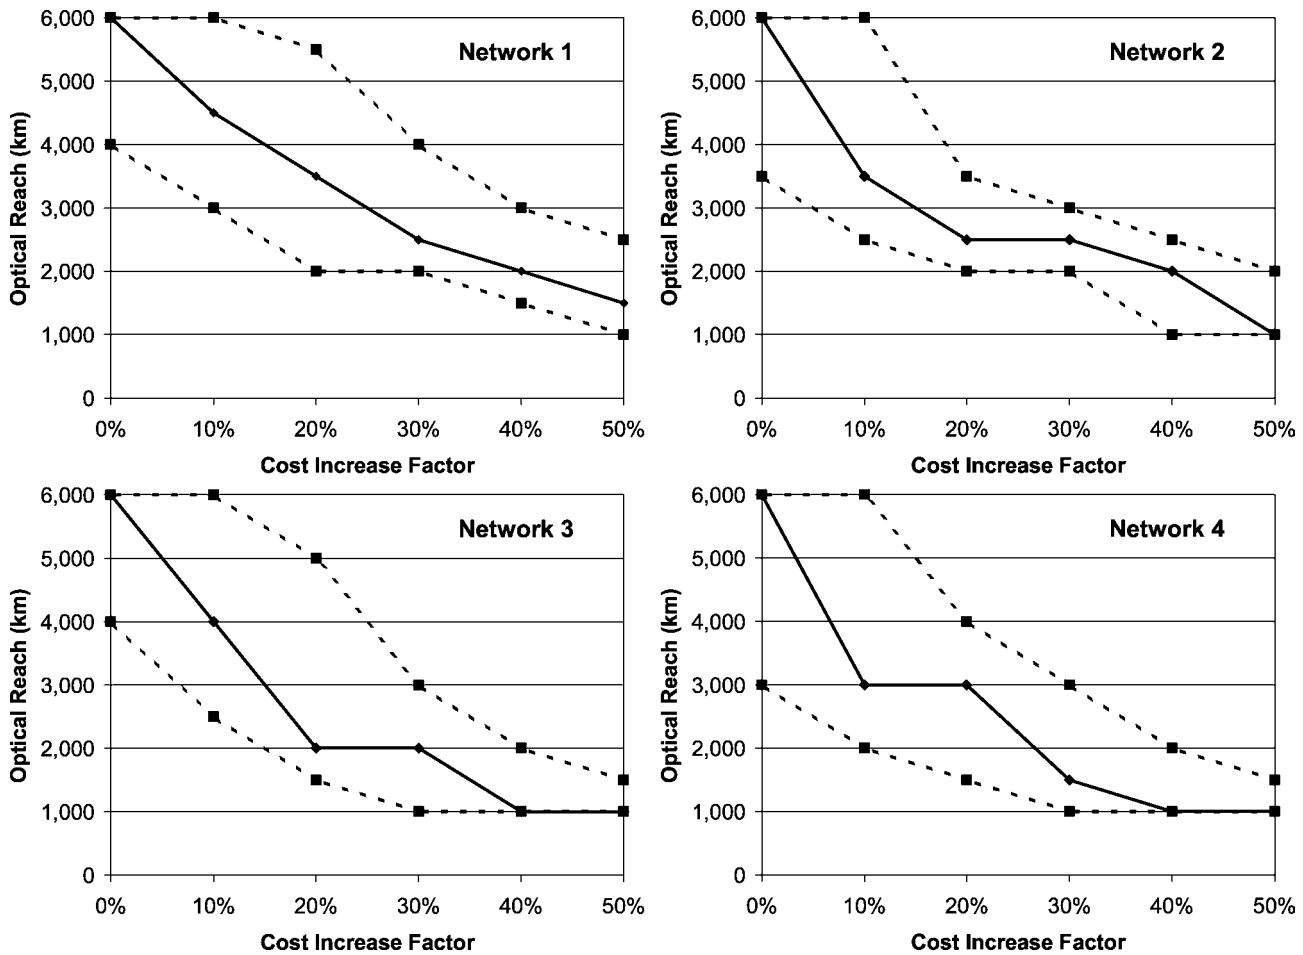 Network 1
Optical Reach (km)
6,000
5,000
4,000
3,000
2,000
1,000
0
0% 10% 20% 30% 40% 50%
Cost Increase Factor
Network 2
Optical Reach (km)
6,000
5,000
4,000
3,000
2,000
1,000
0
0% 10% 20% 30% 40% 50%
Cost Increase Factor
Network 3
Optical Reach (km)
6,000
5,000
4,000
3,000
2,000
1,000
0
0% 10% 20% 30% 40% 50%
Cost Increase Factor
Network 4
Optical Reach (km)
6,000
5,000
4,000
3,000
2,000
1,000
0
0% 10% 20% 30% 40% 50%
Cost Increase Factor